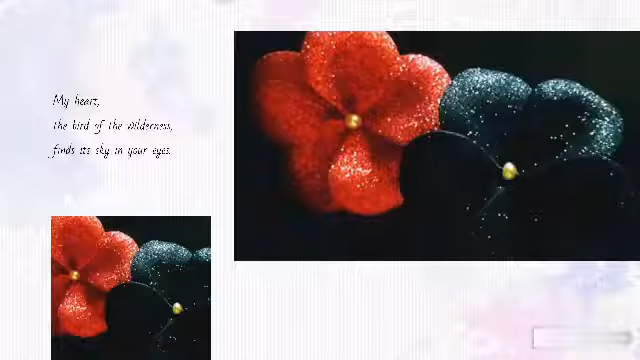 My heart,
the bird of the wilderness,
finds its sky in your eyes.